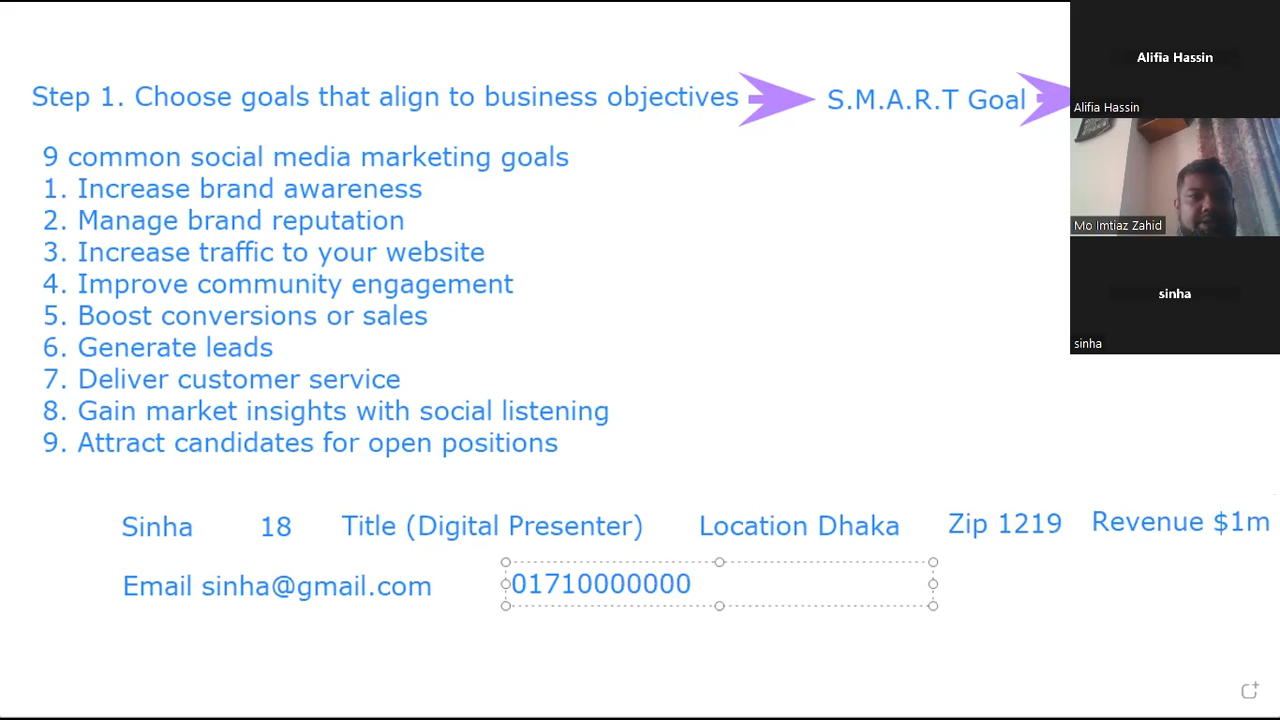 Step 1. Choose goals that align to business objectives S.M.A.R.T Goal
9 common social media marketing goals
1. Increase brand awareness
2. Manage brand reputation
3. Increase traffic to your website
4. Improve community engagement
5. Boost conversions or sales
6. Generate leads
7. Deliver customer service
8. Gain market insights with social listening
9. Attract candidates for open positions
Sinha 18 Title (Digital Presenter) Location Dhaka Zip 1219 Revenue $1m
Email sinha@gmail.com 01710000000
Alifia Hassin
Alifia Hassin
Mo Imtiaz Zahid
sinha
sinha